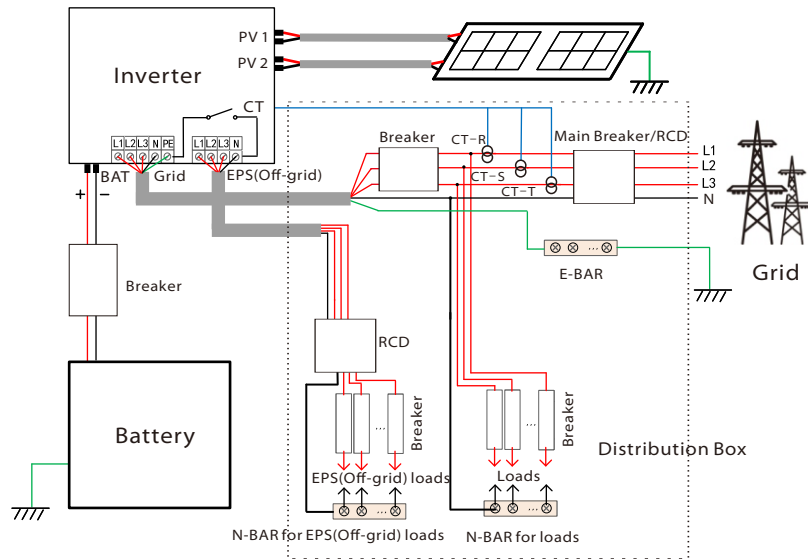 PV 1
PV 2
Inverter
CT
L1 L2 L3 N PE
L1 L2 L3 N
BAT
Grid
EPS(Off-grid)
+
−
Breaker
CT-R
CT-S
CT-T
Main Breaker/RCD
L1
L2
L3
N
Grid
E-BAR
...
Breaker
RCD
Battery
...
Breaker
...
Breaker
Distribution Box
EPS(Off-grid) loads
Loads
...
...
N-BAR for EPS(Off-grid) loads
N-BAR for loads